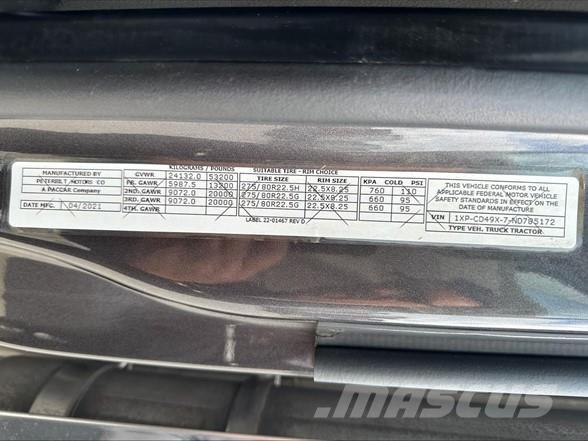 MANUFACTURED BY
PETERBILT MOTORS CO
A PACCAR Company
DATE MFG. 04/2021
KILOGRAMS / POUNDS
GVWR 24132.0 53200
FR. GAWR 5987.5 13200
2ND. GAWR 9072.0 20000
3RD. GAWR 9072.0 20000
4TH. GAWR
SUITABLE TIRE - RIM CHOICE
TIRE SIZE RIM SIZE KPA COLD PSI
275/80R22.5H 22.5X8.25 760 110
275/80R22.5G 22.5X8.25 660 95
275/80R22.5G 22.5X8.25 660 95
LABEL 22-01467 REV D
THIS VEHICLE CONFORMS TO ALL
APPLICABLE FEDERAL MOTOR VEHICLE
SAFETY STANDARDS IN EFFECT ON THE
DATE OF MANUFACTURE
VIN 1XP-CD49X-7-ND785172
TYPE VEH. TRUCK TRACTOR
MASCUS